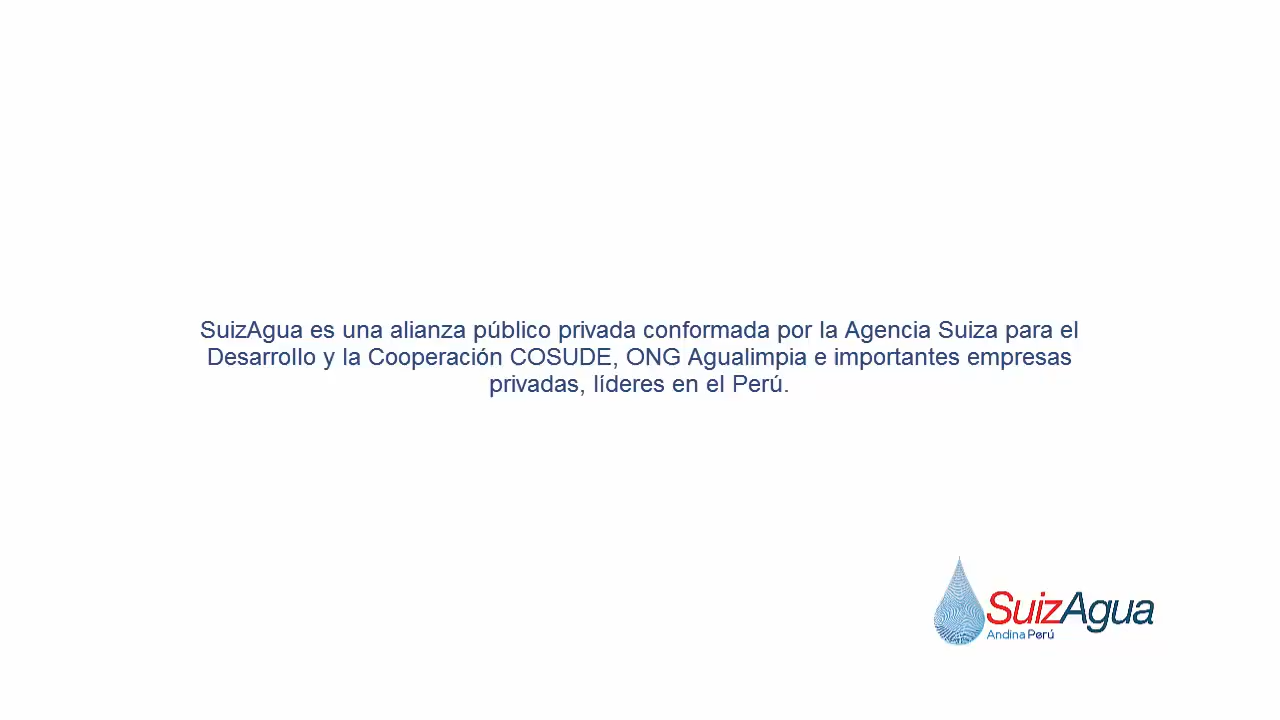 SuizAgua es una alianza público privada conformada por la Agencia Suiza para el
Desarrollo y la Cooperación COSUDE, ONG Agualimpia e importantes empresas
privadas, líderes en el Perú.
SuizAgua
Andina Perú